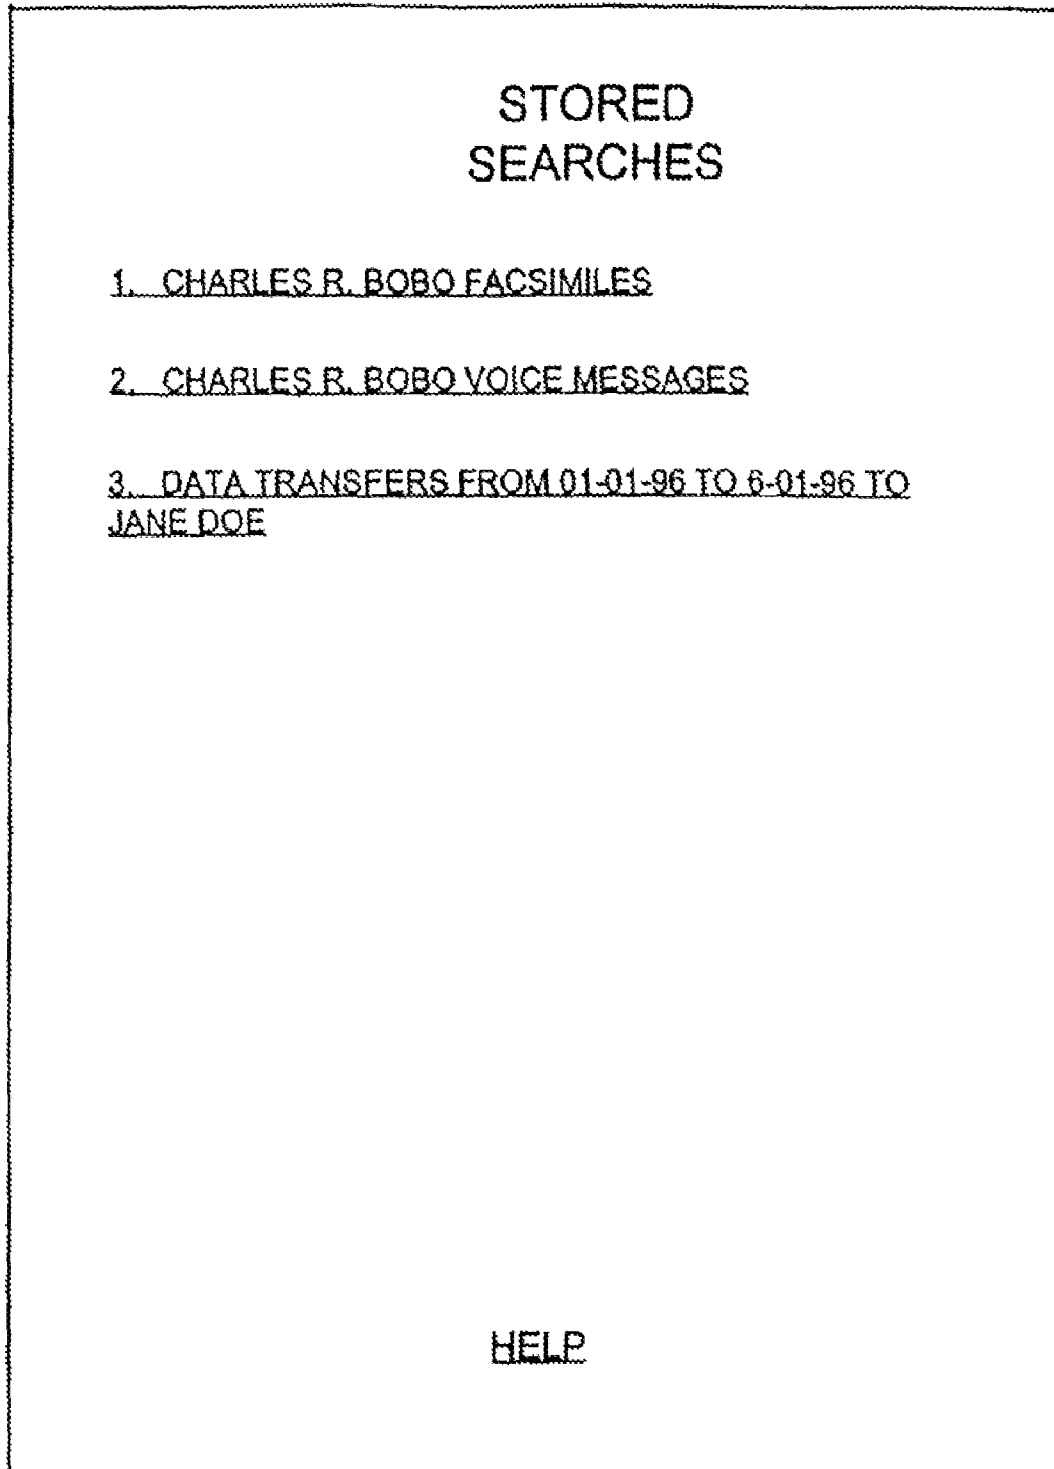 STORED
SEARCHES
1. CHARLES R. BOBO FACSIMILES
2. CHARLES R. BOBO VOICE MESSAGES
3. DATA TRANSFERS FROM 01-01-96 TO 6-01-96 TO
JANE DOE
HELP